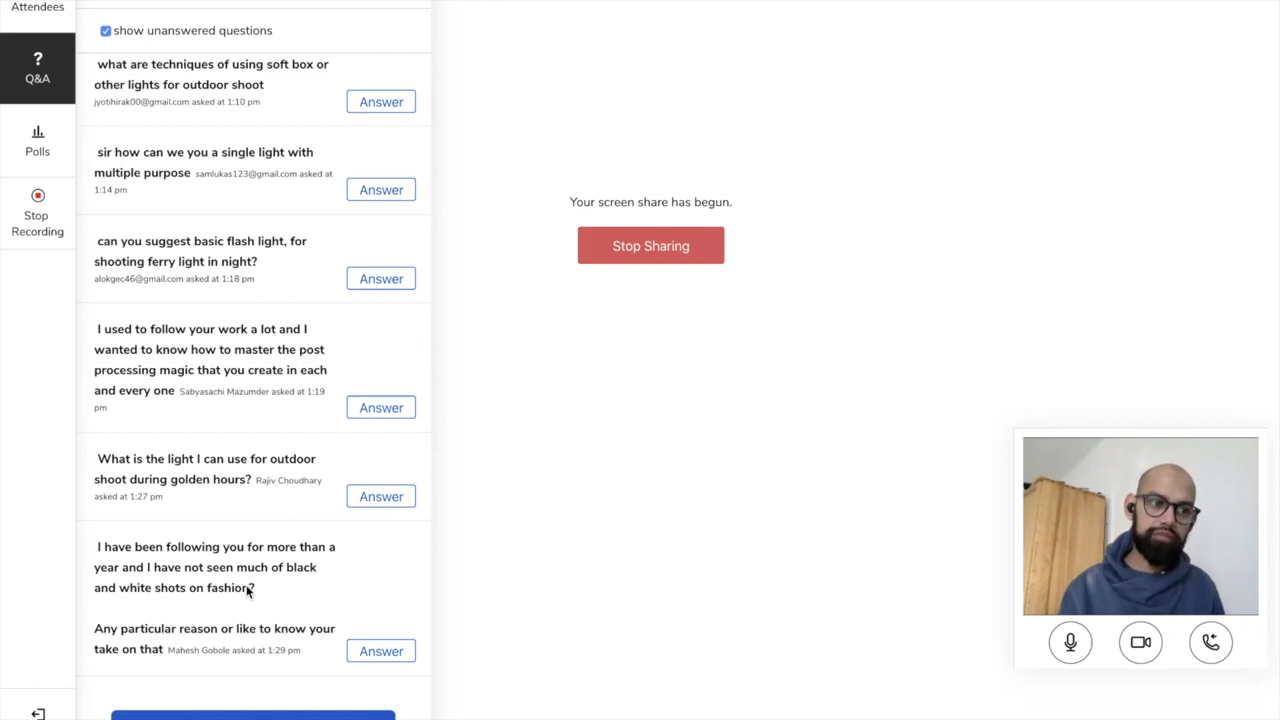 Attendees
?
Q&A
Polls
Stop
Recording
show unanswered questions
what are techniques of using soft box or
other lights for outdoor shoot
jyotihirak00@gmail.com asked at 1:10 pm
Answer
sir how can we you a single light with
multiple purpose samlukas123@gmail.com asked at
1:14 pm
Answer
can you suggest basic flash light, for
shooting ferry light in night?
alokgec46@gmail.com asked at 1:18 pm
Answer
I used to follow your work a lot and I
wanted to know how to master the post
processing magic that you create in each
and every one Sabyasachi Mazumder asked at 1:19
pm
Answer
What is the light I can use for outdoor
shoot during golden hours? Rajiv Choudhary
asked at 1:27 pm
Answer
I have been following you for more than a
year and I have not seen much of black
and white shots on fashion?
Any particular reason or like to know your
take on that Mahesh Gobole asked at 1:29 pm
Answer
Your screen share has begun.
Stop Sharing